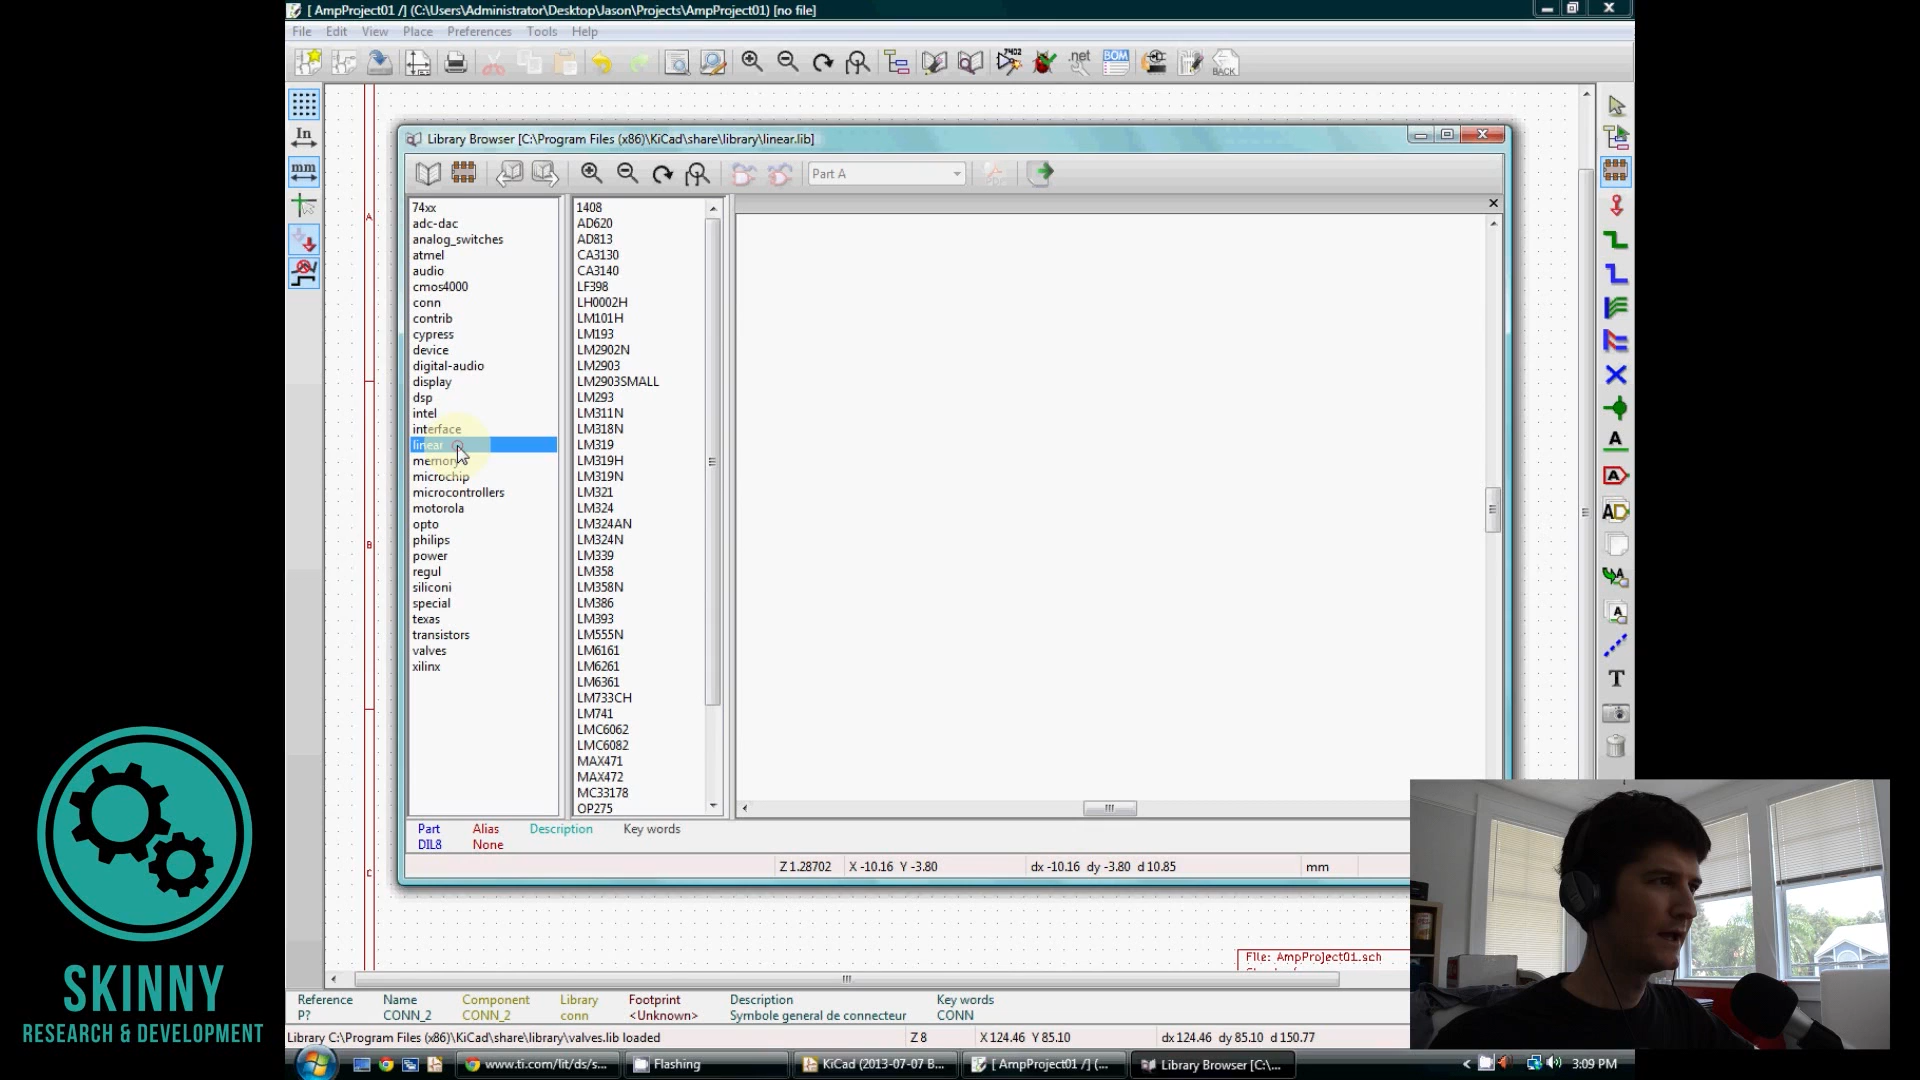 [ AmpProject01 /] (C:\Users\Administrator\Desktop\Jason\Projects\AmpProject01) [no file]
File Edit View Place Preferences Tools Help
7402
.net
BOM
BACK
In
mm
A
B
C
Library Browser [C:\Program Files (x86)\KiCad\share\library\linear.lib]
Part A
74xx
adc-dac
analog_switches
atmel
audio
cmos4000
conn
contrib
cypress
device
digital-audio
display
dsp
intel
interface
linear
memory
microchip
microcontrollers
motorola
opto
philips
power
regul
siliconi
special
texas
transistors
valves
xilinx
1408
AD620
AD813
CA3130
CA3140
LF398
LH0002H
LM101H
LM193
LM2902N
LM2903
LM2903SMALL
LM293
LM311N
LM318N
LM319
LM319H
LM319N
LM321
LM324
LM324AN
LM324N
LM339
LM358
LM358N
LM386
LM393
LM555N
LM6161
LM6261
LM6361
LM733CH
LM741
LMC6062
LMC6082
MAX471
MAX472
MC33178
OP275
Part Alias Description Key words
DIL8 None
Z 1.28702 X -10.16 Y -3.80 dx -10.16 dy -3.80 d 10.85 mm
A
A
AD
A
A
T
File: AmpProject01.sch
Reference Name Component Library Footprint Description Key words
P? CONN_2 CONN_2 conn <Unknown> Symbole general de connecteur CONN
Library C:\Program Files (x86)\KiCad\share\library\valves.lib loaded Z 8 X 124.46 Y 85.10 dx 124.46 dy 85.10 d 150.77
www.ti.com/lit/ds/s... Flashing KiCad (2013-07-07 B... [ AmpProject01 /] (... Library Browser [C:\... 3:09 PM
SKINNY
RESEARCH & DEVELOPMENT